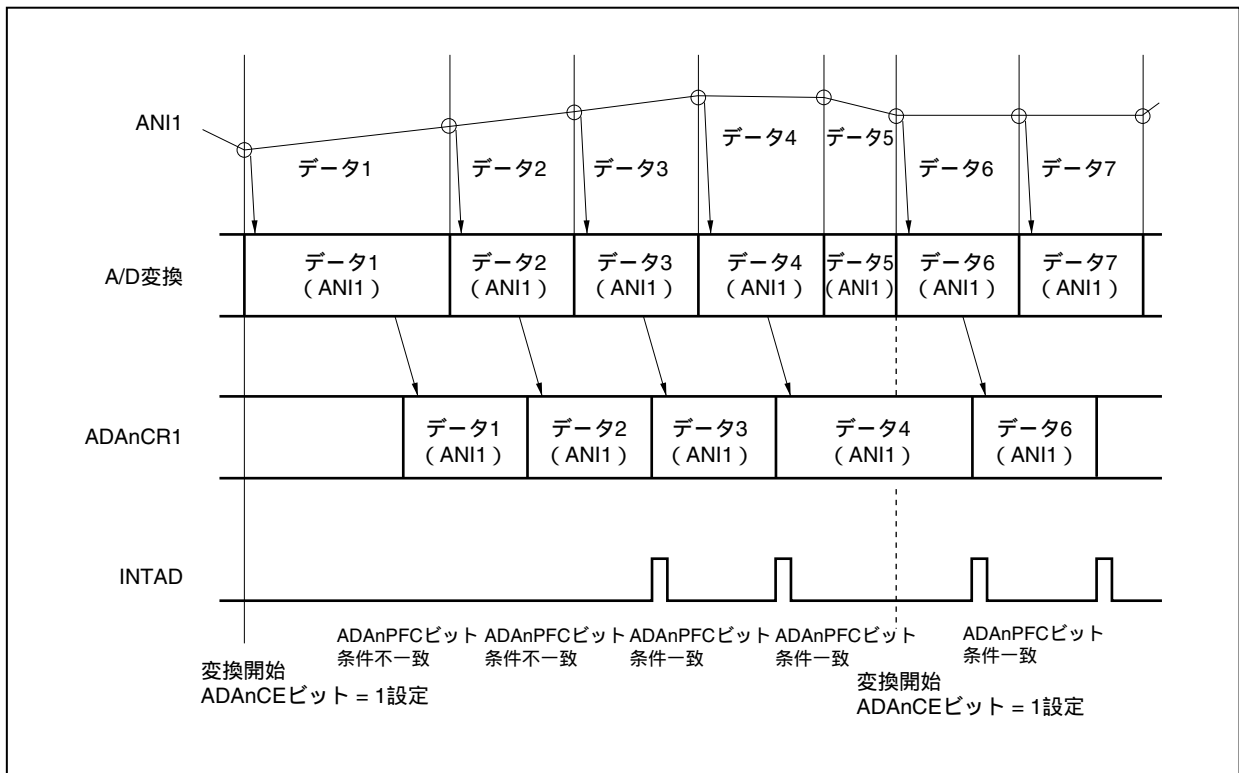 ANI1
データ1
データ2
データ3
データ4
データ5
データ6
データ7
A/D変換
データ1
（ANI1）
データ2
（ANI1）
データ3
（ANI1）
データ4
（ANI1）
データ5
（ANI1）
データ6
（ANI1）
データ7
（ANI1）
ADAnCR1
データ1
（ANI1）
データ2
（ANI1）
データ3
（ANI1）
データ4
（ANI1）
データ6
（ANI1）
INTAD
ADAnPFCビット
条件不一致
ADAnPFCビット
条件不一致
ADAnPFCビット
条件一致
ADAnPFCビット
条件一致
ADAnPFCビット
条件一致
変換開始
ADAnCEビット = 1設定
変換開始
ADAnCEビット = 1設定